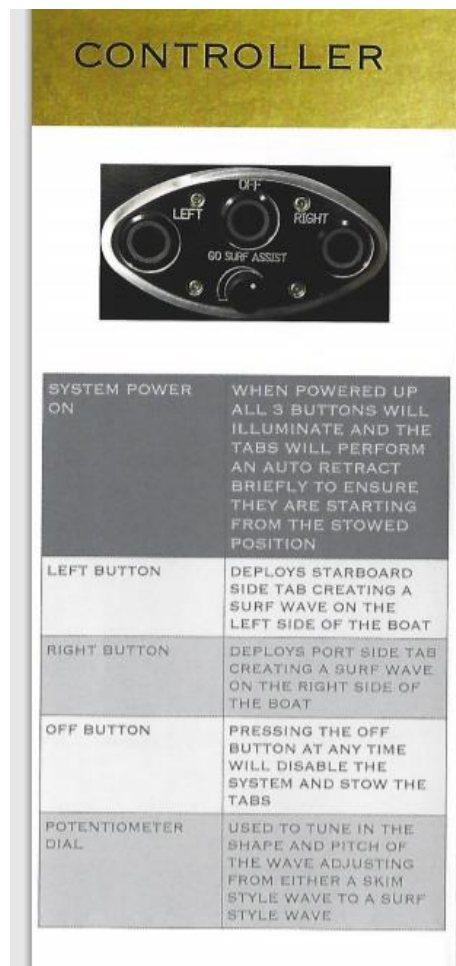 CONTROLLER
OFF
LEFT
RIGHT
GO SURF ASSIST
SYSTEM POWER
ON
WHEN POWERED UP
ALL 3 BUTTONS WILL
ILLUMINATE AND THE
TABS WILL PERFORM
AN AUTO RETRACT
BRIEFLY TO ENSURE
THEY ARE STARTING
FROM THE STOWED
POSITION
LEFT BUTTON
DEPLOYS STARBOARD
SIDE TAB CREATING A
SURF WAVE ON THE
LEFT SIDE OF THE BOAT
RIGHT BUTTON
DEPLOYS PORT SIDE TAB
CREATING A SURF WAVE
ON THE RIGHT SIDE OF
THE BOAT
OFF BUTTON
PRESSING THE OFF
BUTTON AT ANY TIME
WILL DISABLE THE
SYSTEM AND STOW THE
TABS
POTENTIOMETER
DIAL
USED TO TUNE IN THE
SHAPE AND PITCH OF
THE WAVE ADJUSTING
FROM EITHER A SKIM
STYLE WAVE TO A SURF
STYLE WAVE